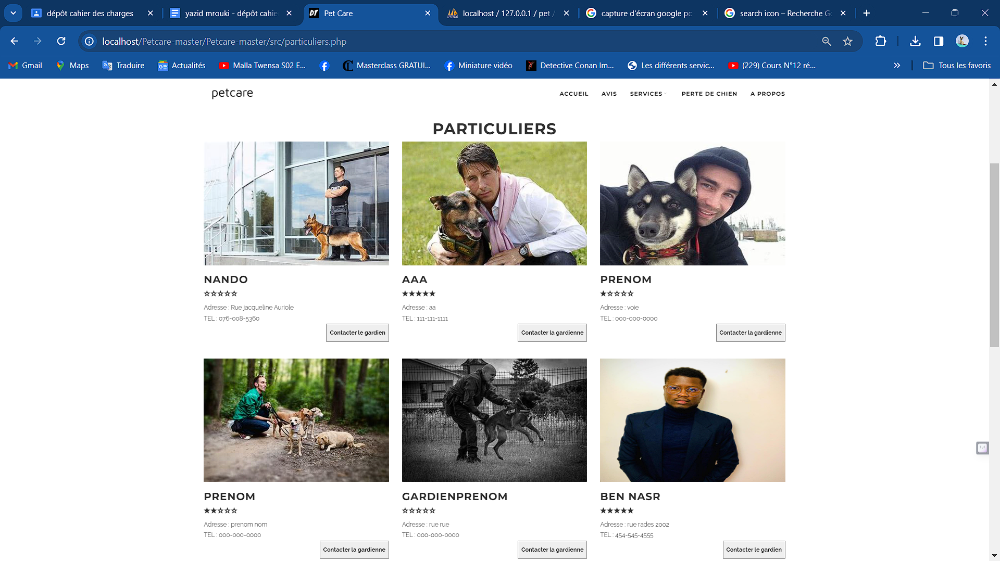 dépôt cahier des charges
yazid mrouki - dépôt cahie
DT Pet Care
localhost / 127.0.0.1 / pet /
capture d'écran google pc
search icon – Recherche Go
localhost/Petcare-master/Petcare-master/src/particuliers.php
Gmail
Maps
Traduire
Actualités
Malla Twensa S02 E...
Masterclass GRATUI...
Miniature vidéo
Detective Conan Im...
Les différents servic...
(229) Cours N°12 ré...
Tous les favoris
petcare
ACCUEIL
AVIS
SERVICES
PERTE DE CHIEN
A PROPOS
PARTICULIERS
NANDO
☆☆☆☆☆
Adresse : Rue jacqueline Auriole
TEL : 076-008-5360
Contacter le gardien
AAA
★★★★★
Adresse : aa
TEL : 111-111-1111
Contacter la gardienne
PRENOM
★☆☆☆☆
Adresse : voie
TEL : 000-000-0000
Contacter la gardienne
PRENOM
★★☆☆☆
Adresse : prenom nom
TEL : 000-000-0000
Contacter la gardienne
KLIM
GARDIENPRENOM
☆☆☆☆☆
Adresse : rue rue
TEL : 000-000-0000
Contacter la gardienne
BEN NASR
★★★★★
Adresse : rue rades 2002
TEL : 454-545-4555
Contacter le gardien